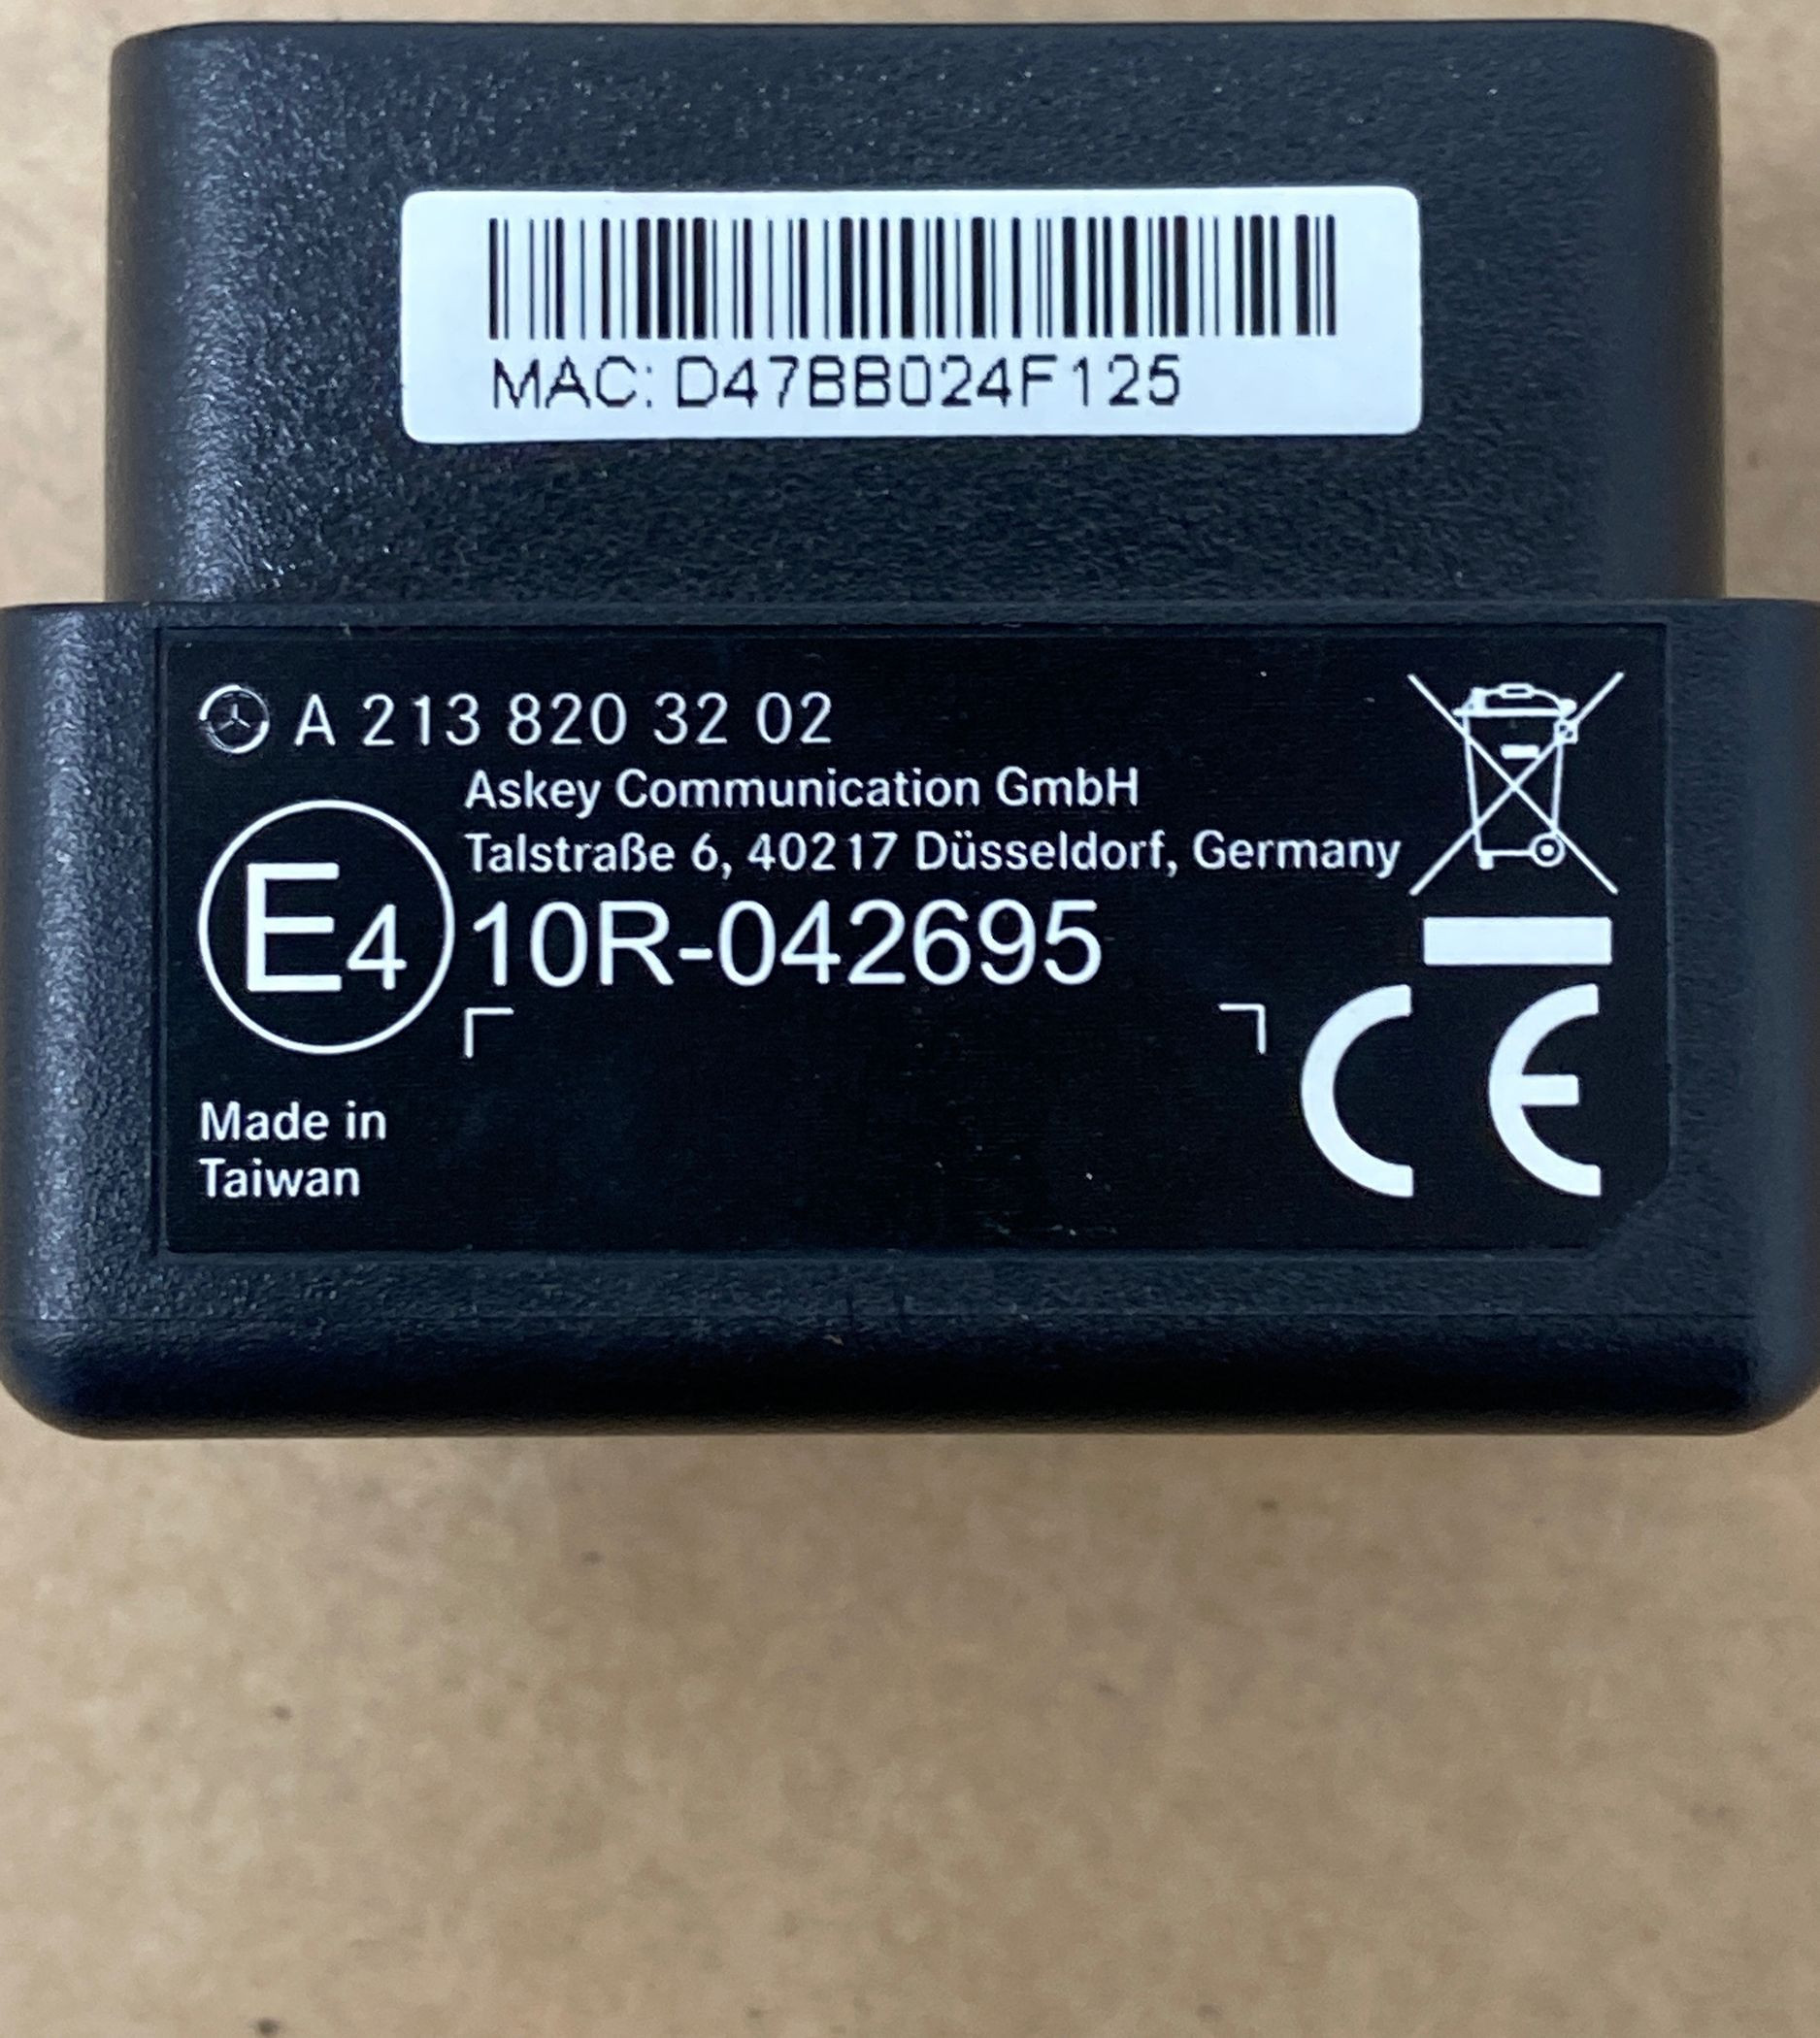 MAC: D47BB024F125
A 213 820 32 02
Askey Communication GmbH
Talstraße 6, 40217 Düsseldorf, Germany
E4 10R-042695
CE
Made in
Taiwan